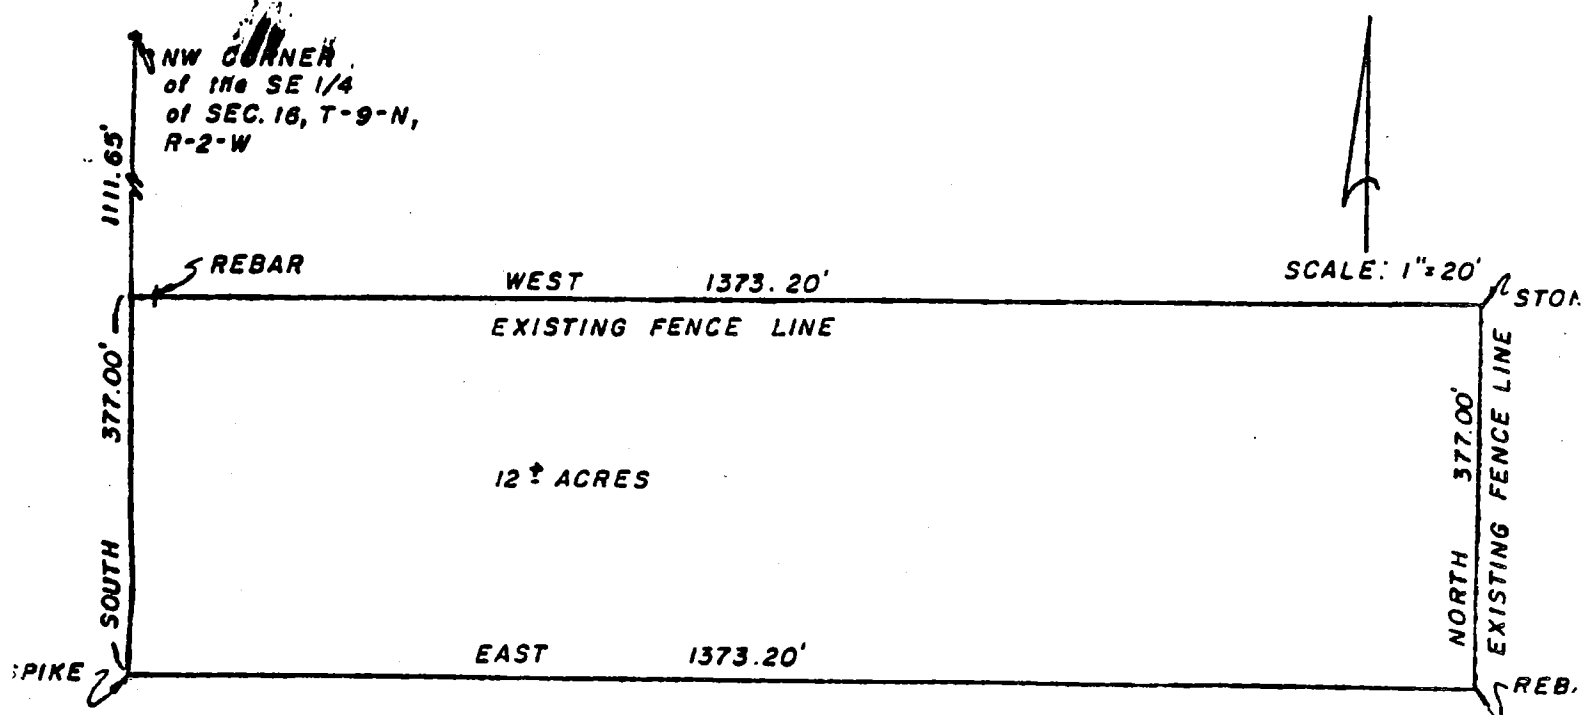 NW CORNER
of the SE 1/4
of SEC. 16, T-9-N,
R-2-W
1111.65'
REBAR
WEST 1373.20'
SCALE: 1"=20'
EXISTING FENCE LINE
377.00'
SOUTH
12 ± ACRES
NORTH 377.00'
EXISTING FENCE LINE
EAST 1373.20'
PIKE
REB